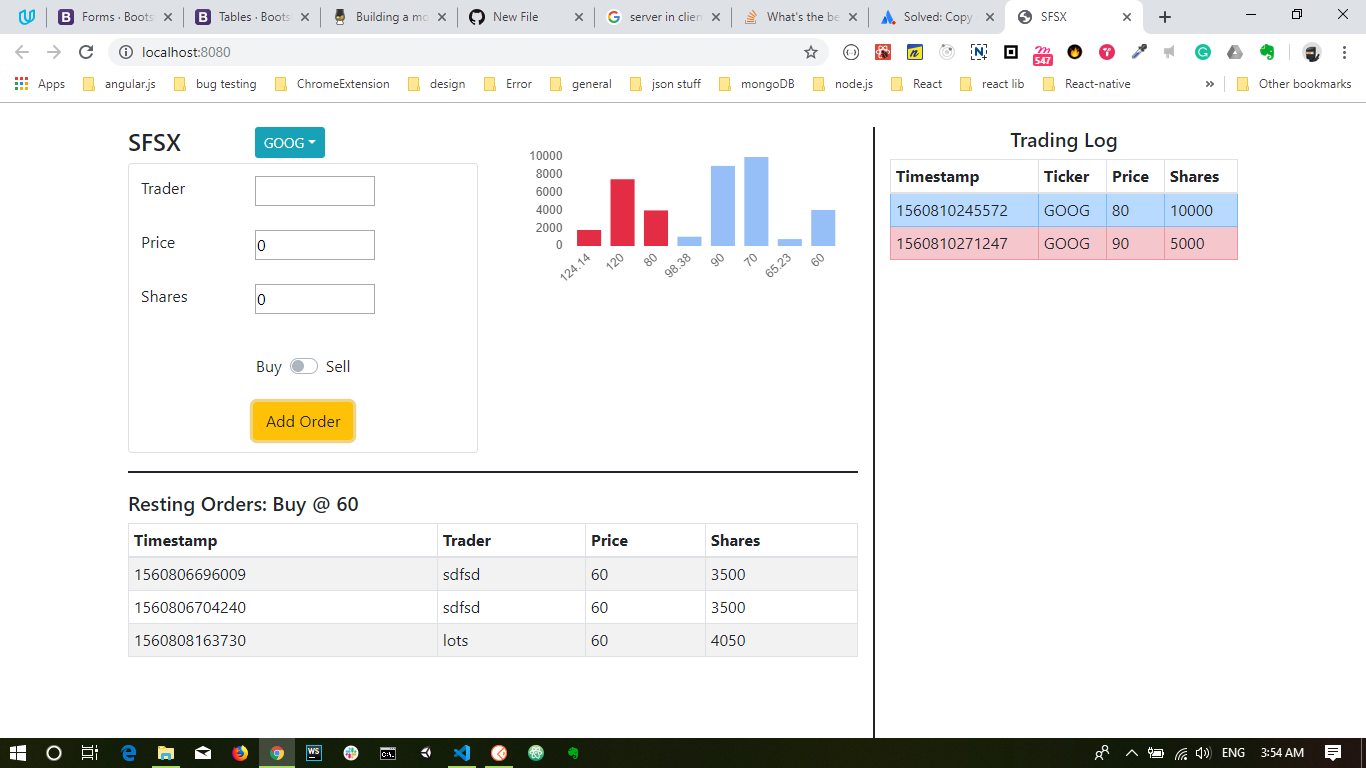 Forms · Boots
Tables · Boots
Building a mo
New File
server in clien
What's the be
Solved: Copy
SFSX
localhost:8080
547
Apps
angular.js
bug testing
ChromeExtension
design
Error
general
json stuff
mongoDB
node.js
React
react lib
React-native
»
Other bookmarks
SFSX
GOOG
Trader
Price
0
Shares
0
Buy
Sell
Add Order
10000
8000
6000
4000
2000
0
124.14
120
80
98.38
90
70
65.23
60
Trading Log
Timestamp Ticker Price Shares
1560810245572 GOOG 80 10000
1560810271247 GOOG 90 5000
Resting Orders: Buy @ 60
Timestamp Trader Price Shares
1560806696009 sdfsd 60 3500
1560806704240 sdfsd 60 3500
1560808163730 lots 60 4050
WS
ENG
3:54 AM